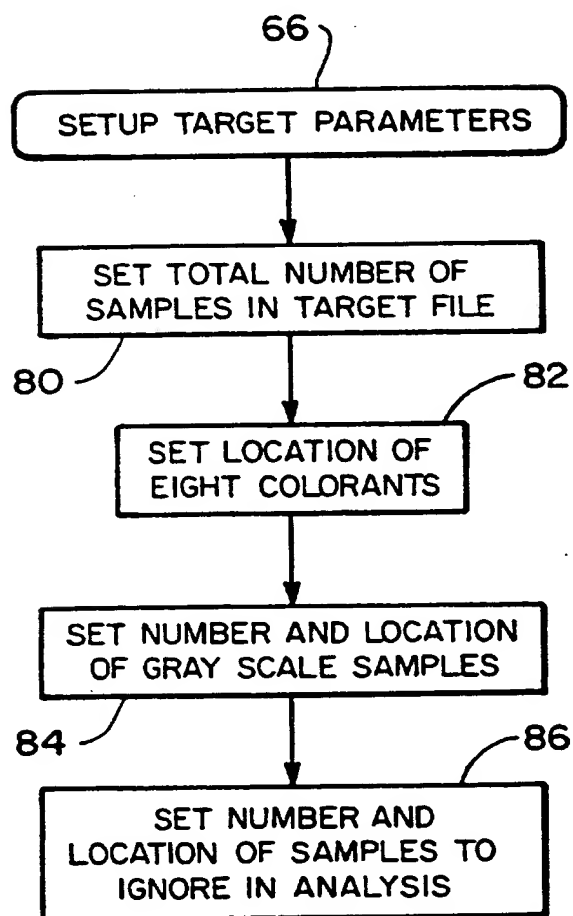 66
SETUP TARGET PARAMETERS
SET TOTAL NUMBER OF
SAMPLES IN TARGET FILE
80
82
SET LOCATION OF
EIGHT COLORANTS
SET NUMBER AND LOCATION
OF GRAY SCALE SAMPLES
84
86
SET NUMBER AND
LOCATION OF SAMPLES TO
IGNORE IN ANALYSIS